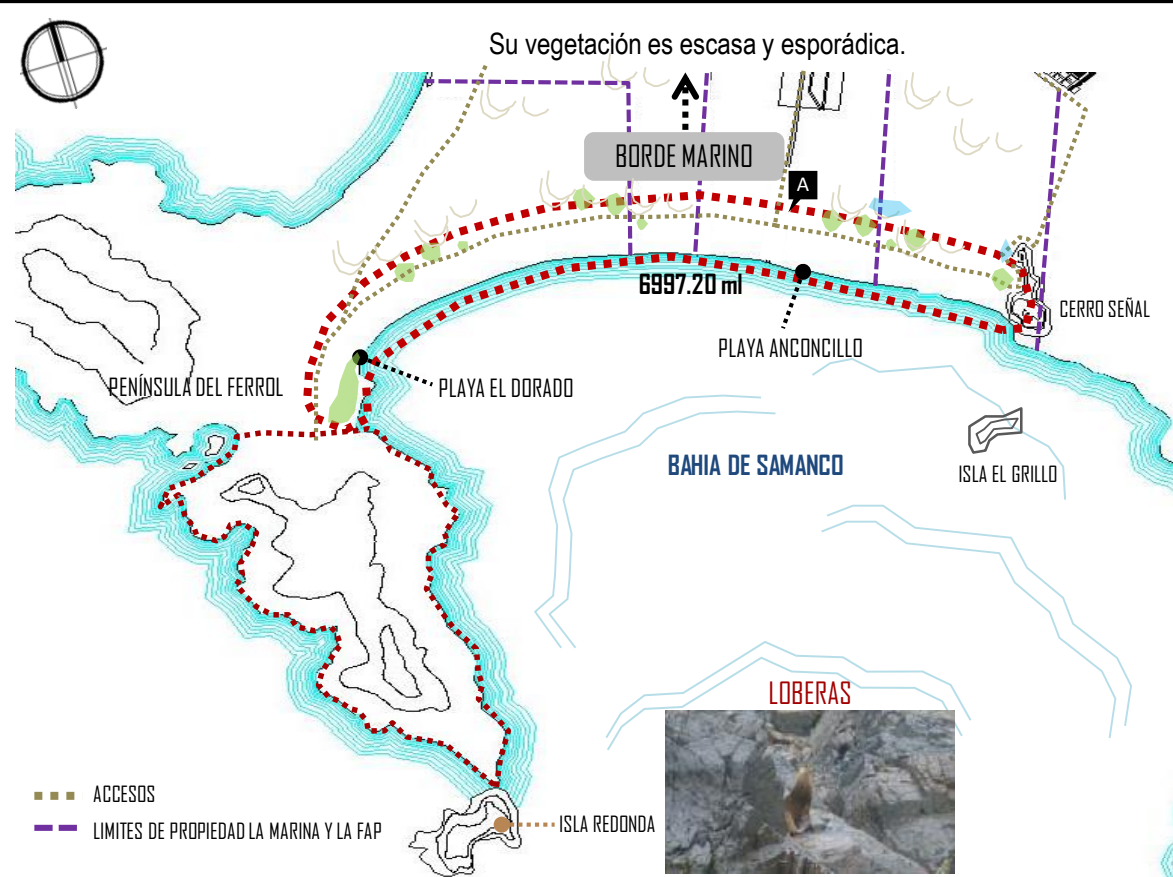 Su vegetación es escasa y esporádica.
BORDE MARINO
A
6997.20 ml
CERRO SEÑAL
PLAYA ANCONCILLO
PENÍNSULA DEL FERROL
PLAYA EL DORADO
BAHIA DE SAMANCO
ISLA EL GRILLO
LOBERAS
ACCESOS
LIMITES DE PROPIEDAD LA MARINA Y LA FAP
ISLA REDONDA